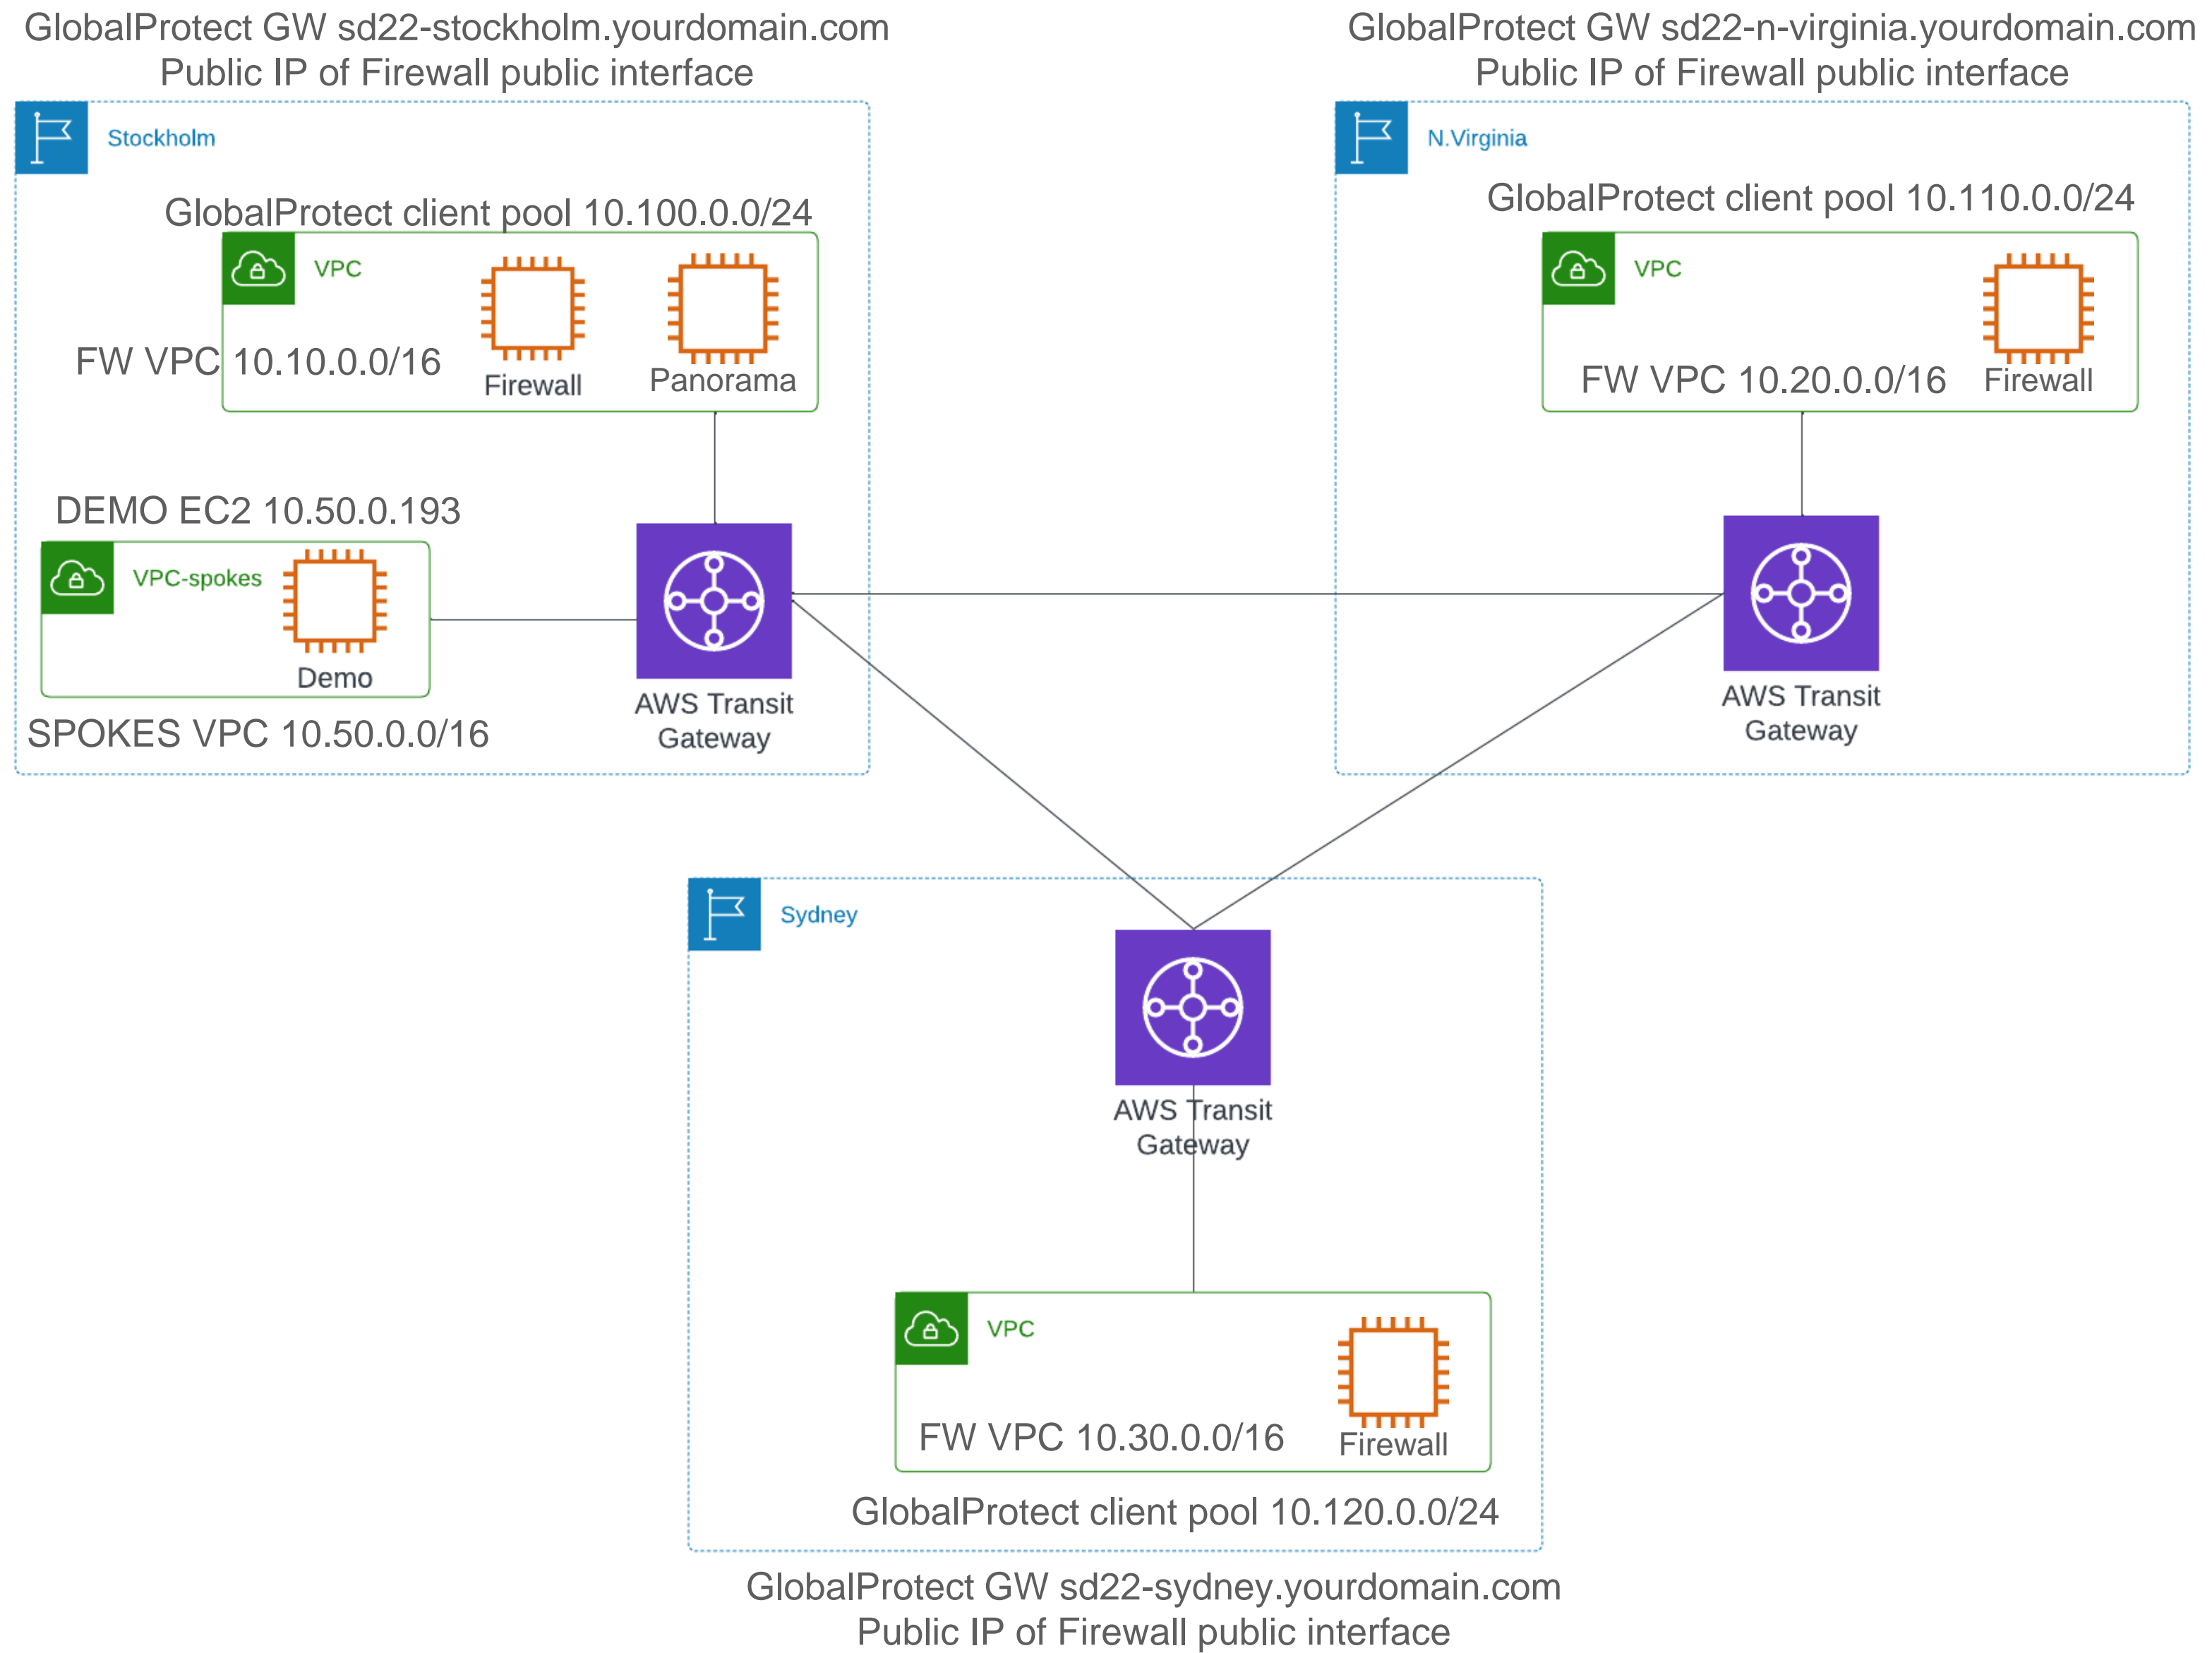 GlobalProtect GW sd22-stockholm.yourdomain.com
Public IP of Firewall public interface
Stockholm
GlobalProtect client pool 10.100.0.0/24
VPC
FW VPC 10.10.0.0/16
Firewall
Panorama
DEMO EC2 10.50.0.193
VPC-spokes
Demo
SPOKES VPC 10.50.0.0/16
AWS Transit
Gateway
GlobalProtect GW sd22-n-virginia.yourdomain.com
Public IP of Firewall public interface
N.Virginia
GlobalProtect client pool 10.110.0.0/24
VPC
FW VPC 10.20.0.0/16
Firewall
AWS Transit
Gateway
Sydney
AWS Transit
Gateway
VPC
FW VPC 10.30.0.0/16
Firewall
GlobalProtect client pool 10.120.0.0/24
GlobalProtect GW sd22-sydney.yourdomain.com
Public IP of Firewall public interface